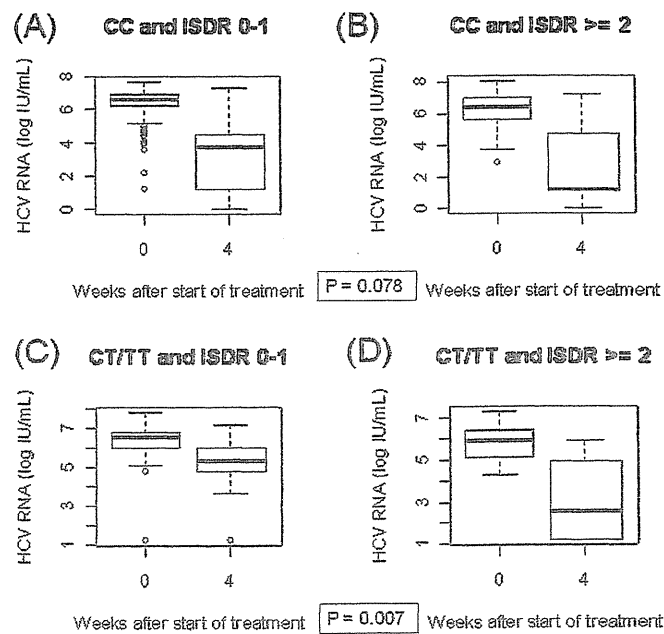 (A) CC and ISDR 0-1
(B) CC and ISDR >= 2
HCV RNA (log IU/mL)
8
6
4
2
0
0 4
HCV RNA (log IU/mL)
8
6
4
2
0
0 4
Weeks after start of treatment
P = 0.078
Weeks after start of treatment
(C) CT/TT and ISDR 0-1
(D) CT/TT and ISDR >= 2
HCV RNA (log IU/mL)
7
5
3
1
0 4
HCV RNA (log IU/mL)
7
5
3
1
0 4
Weeks after start of treatment
P = 0.007
Weeks after start of treatment